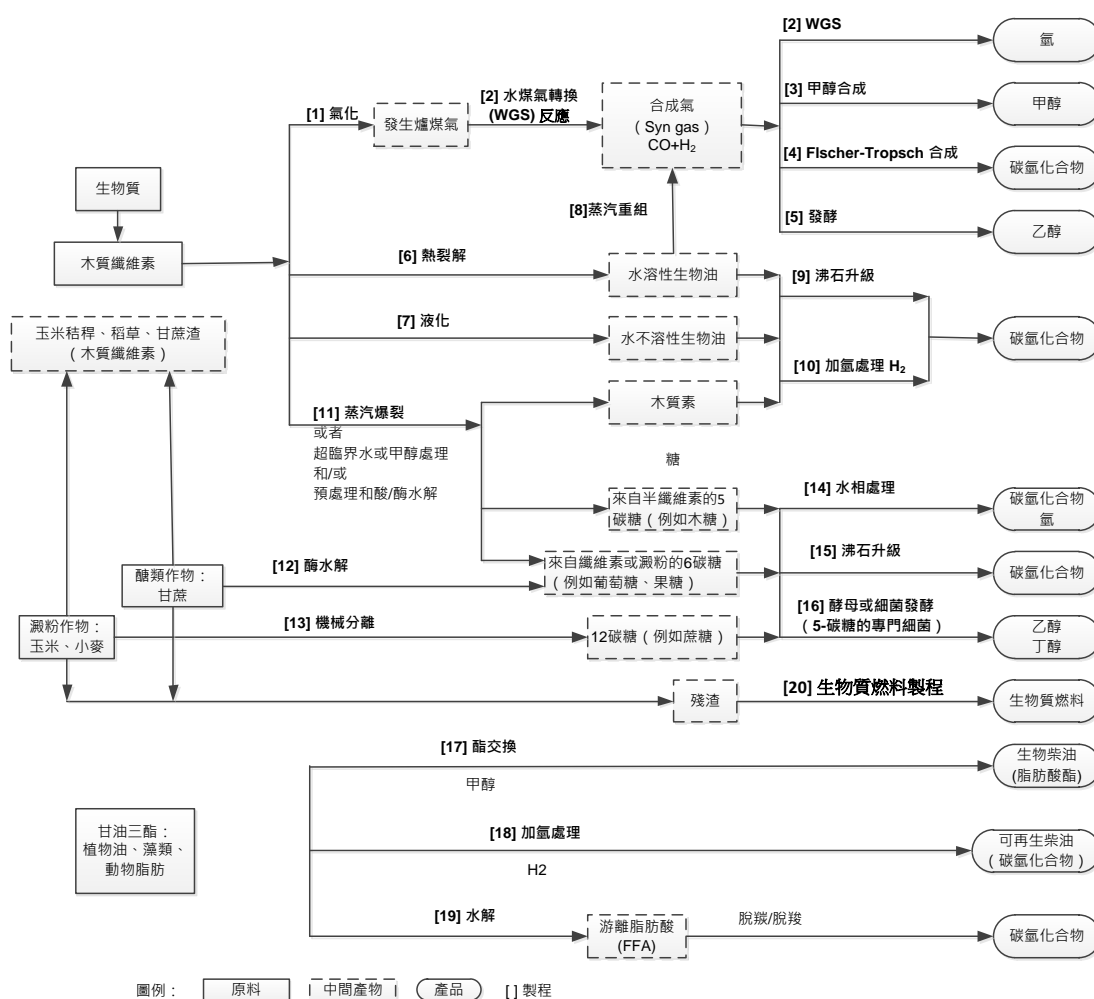 [2] WGS
氫
[1] 氣化
發生爐煤氣
[2] 水煤氣轉換
(WGS) 反應
合成氣
（Syn gas）
CO+H₂
[3] 甲醇合成
甲醇
[4] FIscher-Tropsch 合成
碳氫化合物
[5] 發酵
乙醇
生物質
木質纖維素
[8]蒸汽重組
[6] 熱裂解
水溶性生物油
[9] 沸石升級
[7] 液化
水不溶性生物油
碳氫化合物
[10] 加氫處理 H₂
玉米秸稈、稻草、甘蔗渣
（木質纖維素）
[11] 蒸汽爆裂
或者
超臨界水或甲醇處理
和/或
預處理和酸/酶水解
木質素
糖
來自半纖維素的5
碳糖（例如木糖）
[14] 水相處理
碳氫化合物
氫
[12] 酶水解
來自纖維素或澱粉的6碳糖
（例如葡萄糖、果糖）
[15] 沸石升級
碳氫化合物
醣類作物：
甘蔗
澱粉作物：
玉米、小麥
[13] 機械分離
12碳糖（例如蔗糖）
[16] 酵母或細菌發酵
（5-碳糖的專門細菌）
乙醇
丁醇
殘渣
[20] 生物質燃料製程
生物質燃料
[17] 酯交換
甲醇
生物柴油
(脂肪酸酯)
甘油三酯：
植物油、藻類、
動物脂肪
[18] 加氫處理
H2
可再生柴油
（碳氫化合物）
[19] 水解
游離脂肪酸
(FFA)
脫羰/脫羧
碳氫化合物
圖例：
原料
中間產物
產品
[ ] 製程